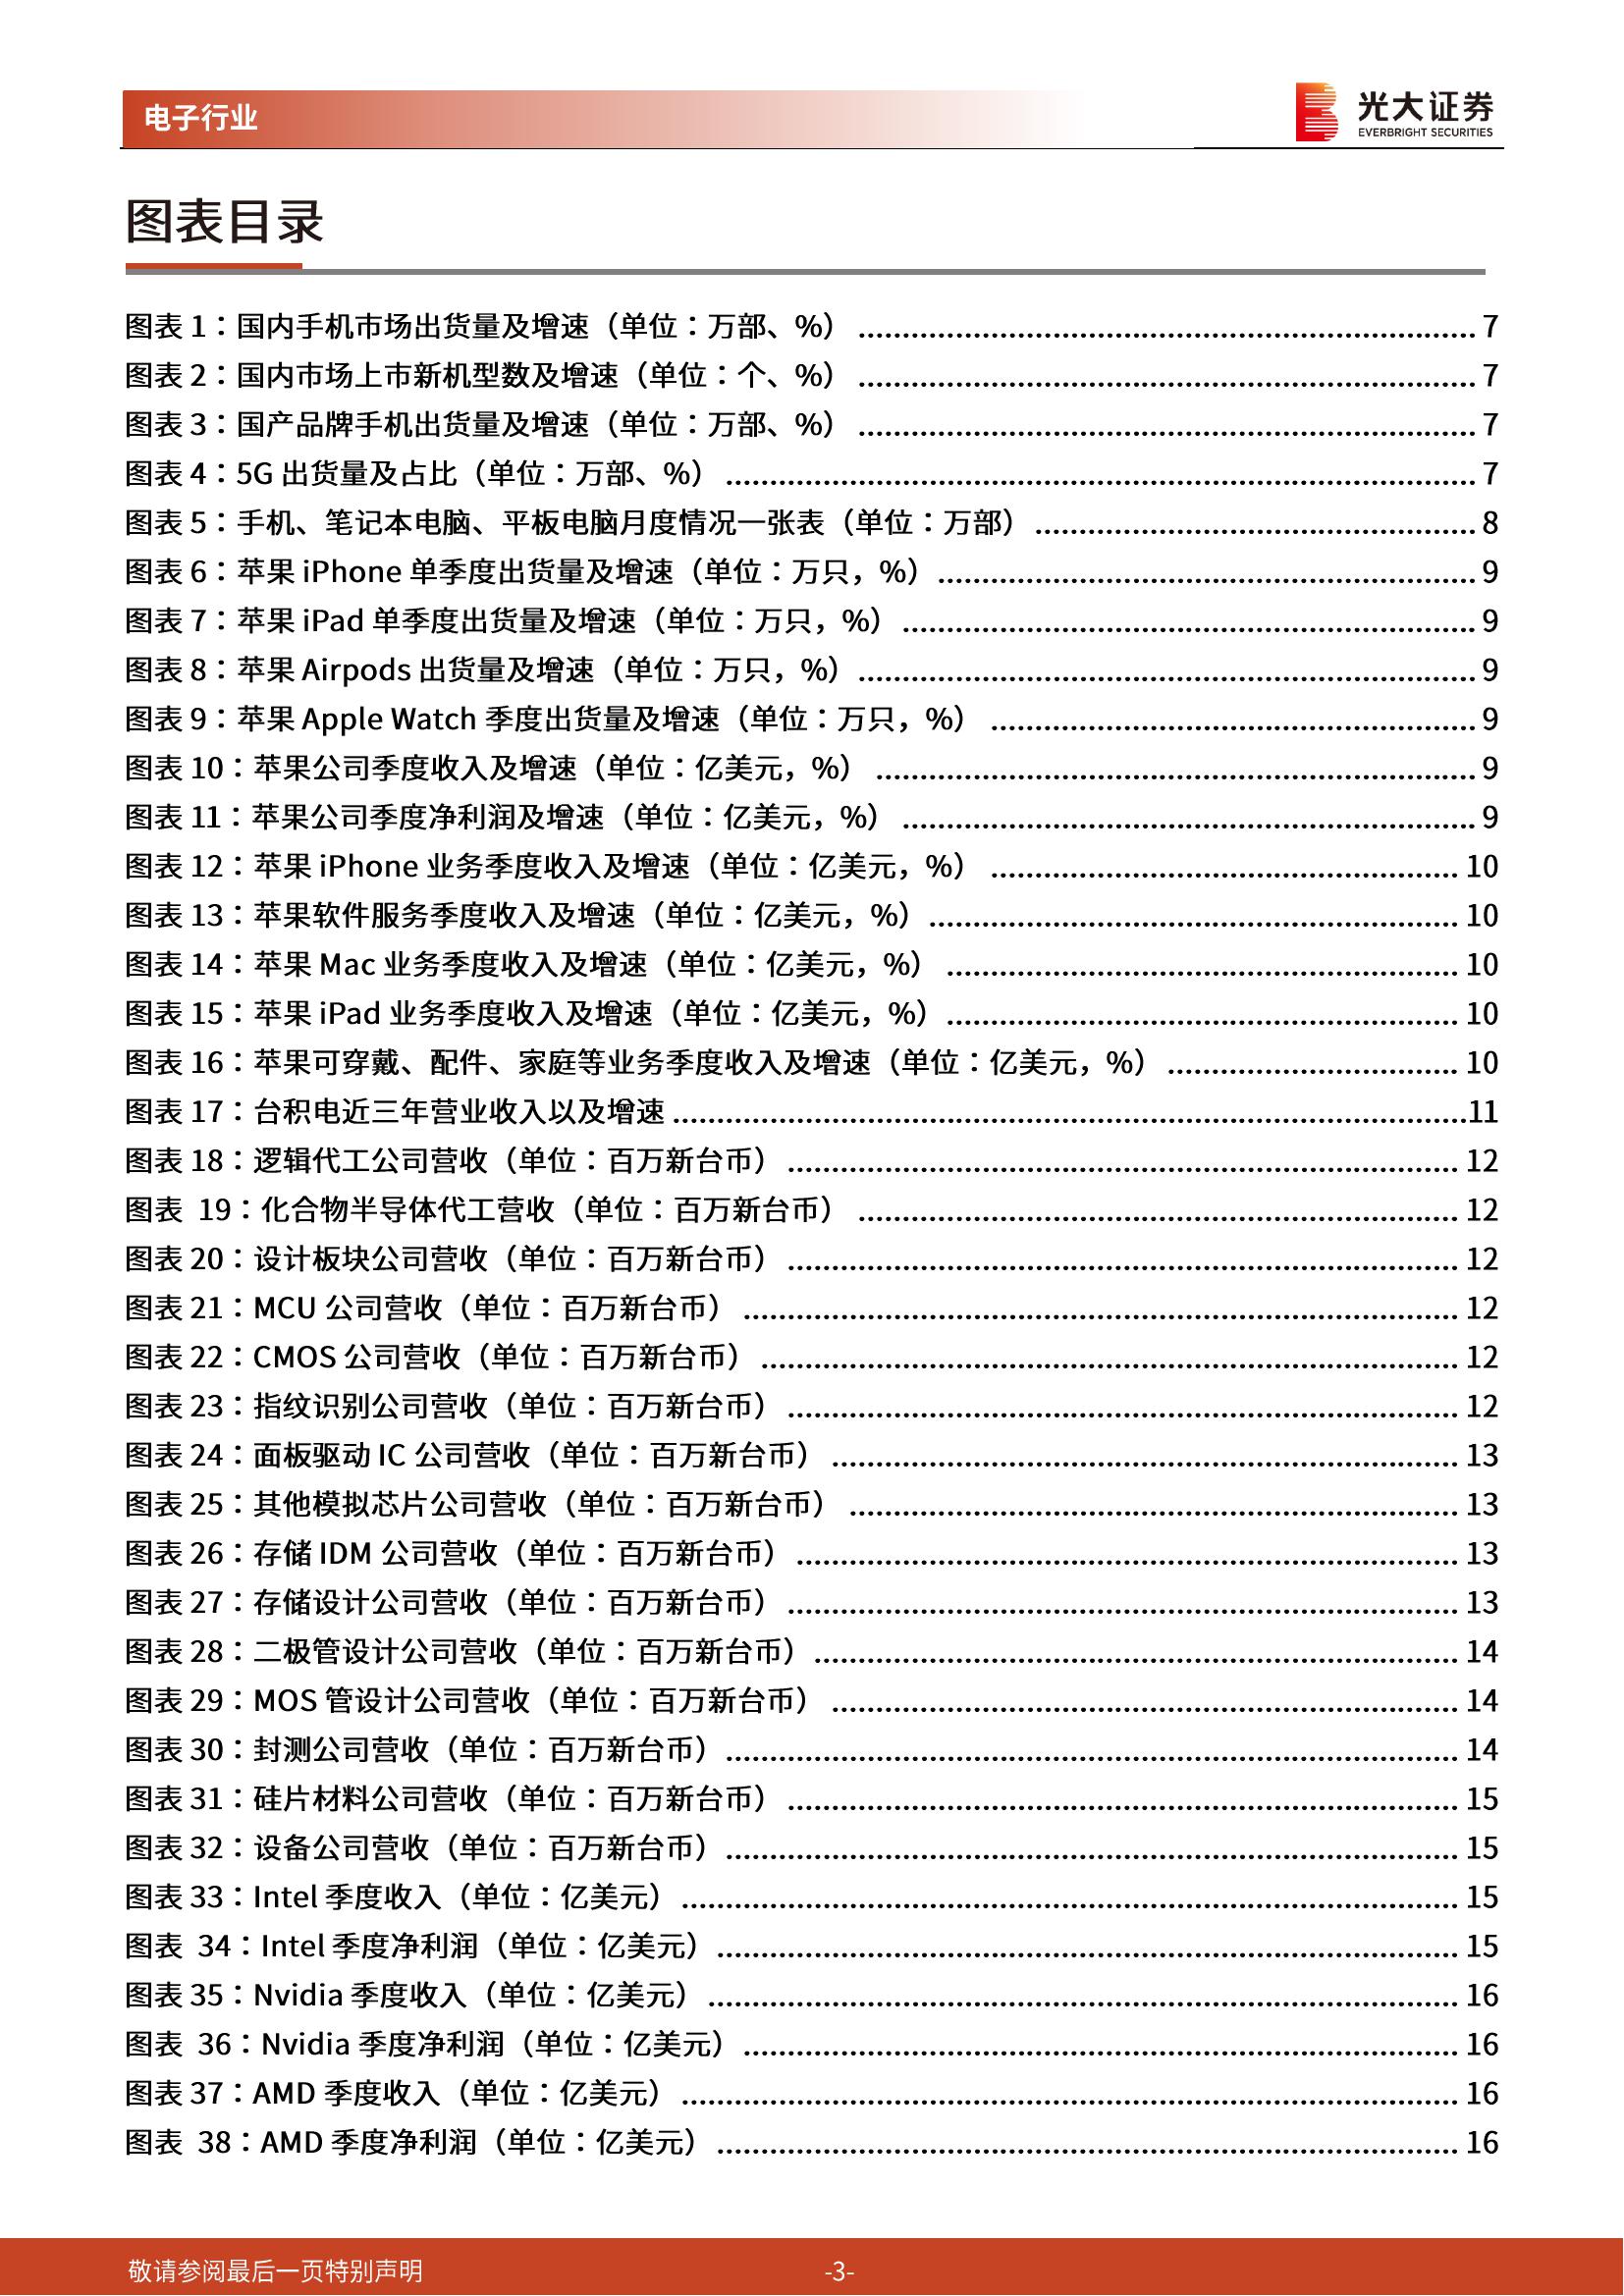 电子行业
光大证券
EVERBRIGHT SECURITIES
图表目录
图表 1：国内手机市场出货量及增速（单位：万部、%） ........ 7
图表 2：国内市场上市新机型数及增速（单位：个、%） ........ 7
图表 3：国产品牌手机出货量及增速（单位：万部、%） ........ 7
图表 4：5G 出货量及占比（单位：万部、%） ........ 7
图表 5：手机、笔记本电脑、平板电脑月度情况一张表（单位：万部） ........ 8
图表 6：苹果 iPhone 单季度出货量及增速（单位：万只，%） ........ 9
图表 7：苹果 iPad 单季度出货量及增速（单位：万只，%） ........ 9
图表 8：苹果 Airpods 出货量及增速（单位：万只，%） ........ 9
图表 9：苹果 Apple Watch 季度出货量及增速（单位：万只，%） ........ 9
图表 10：苹果公司季度收入及增速（单位：亿美元，%） ........ 9
图表 11：苹果公司季度净利润及增速（单位：亿美元，%） ........ 9
图表 12：苹果 iPhone 业务季度收入及增速（单位：亿美元，%） ........ 10
图表 13：苹果软件服务季度收入及增速（单位：亿美元，%） ........ 10
图表 14：苹果 Mac 业务季度收入及增速（单位：亿美元，%） ........ 10
图表 15：苹果 iPad 业务季度收入及增速（单位：亿美元，%） ........ 10
图表 16：苹果可穿戴、配件、家庭等业务季度收入及增速（单位：亿美元，%） ........ 10
图表 17：台积电近三年营业收入以及增速 ........ 11
图表 18：逻辑代工公司营收（单位：百万新台币） ........ 12
图表 19：化合物半导体代工营收（单位：百万新台币） ........ 12
图表 20：设计板块公司营收（单位：百万新台币） ........ 12
图表 21：MCU 公司营收（单位：百万新台币） ........ 12
图表 22：CMOS 公司营收（单位：百万新台币） ........ 12
图表 23：指纹识别公司营收（单位：百万新台币） ........ 12
图表 24：面板驱动 IC 公司营收（单位：百万新台币） ........ 13
图表 25：其他模拟芯片公司营收（单位：百万新台币） ........ 13
图表 26：存储 IDM 公司营收（单位：百万新台币） ........ 13
图表 27：存储设计公司营收（单位：百万新台币） ........ 13
图表 28：二极管设计公司营收（单位：百万新台币） ........ 14
图表 29：MOS 管设计公司营收（单位：百万新台币） ........ 14
图表 30：封测公司营收（单位：百万新台币） ........ 14
图表 31：硅片材料公司营收（单位：百万新台币） ........ 15
图表 32：设备公司营收（单位：百万新台币） ........ 15
图表 33：Intel 季度收入（单位：亿美元） ........ 15
图表 34：Intel 季度净利润（单位：亿美元） ........ 15
图表 35：Nvidia 季度收入（单位：亿美元） ........ 16
图表 36：Nvidia 季度净利润（单位：亿美元） ........ 16
图表 37：AMD 季度收入（单位：亿美元） ........ 16
图表 38：AMD 季度净利润（单位：亿美元） ........ 16
敬请参阅最后一页特别声明
-3-